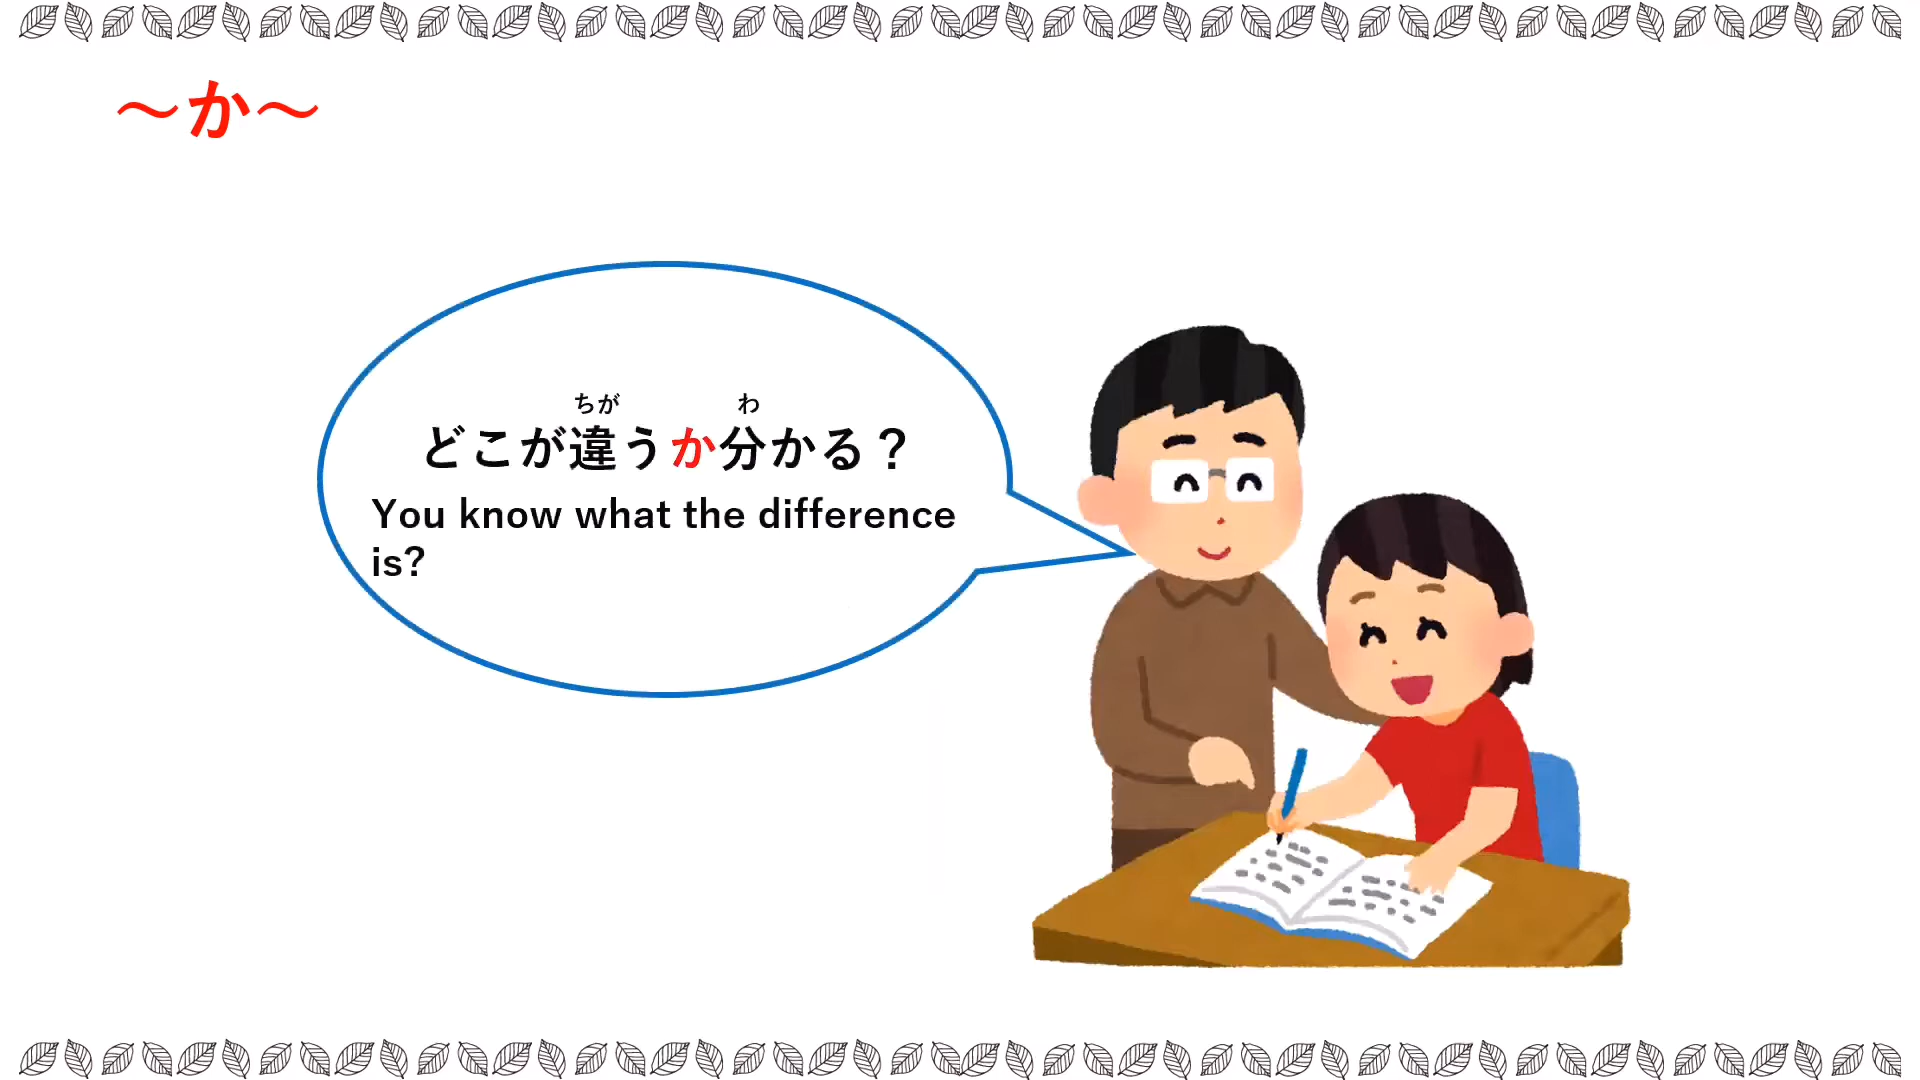 ～か～
ちが わ
どこが違うか分かる？
You know what the difference
is?